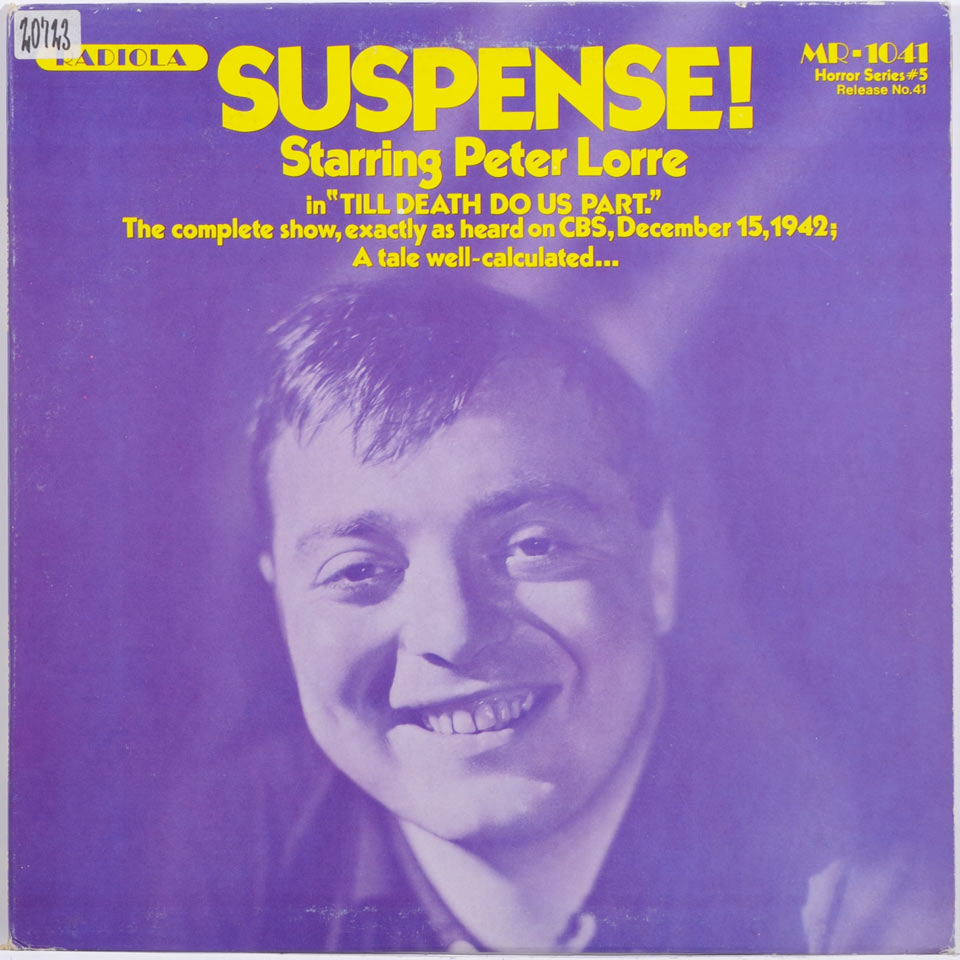 20723
RADIOLA
SUSPENSE!
MR-1041
Horror Series #5
Release No.41
Starring Peter Lorre
in "TILL DEATH DO US PART."
The complete show, exactly as heard on CBS, December 15, 1942;
A tale well-calculated...